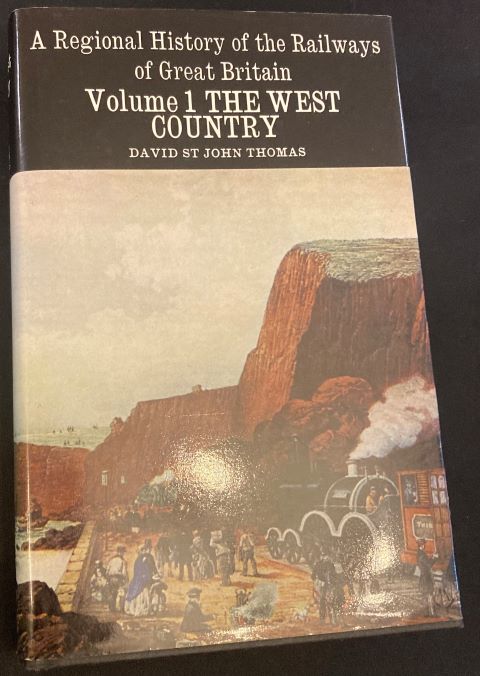 A Regional History of the Railways
of Great Britain
Volume 1 THE WEST
COUNTRY
DAVID ST JOHN THOMAS